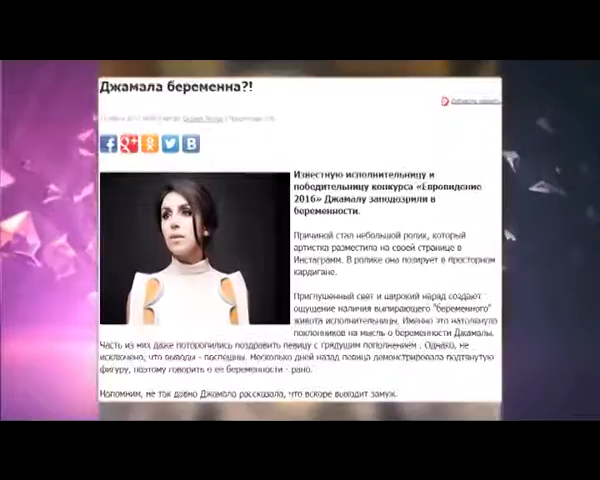 Джамала беременна?!
Известную исполнительницу и
победительницу конкурса «Евровидение
2016» Джамалу заподозрили в
беременности.
Причиной стал небольшой ролик, который
артистка разместила на своей странице в
Инстаграмм. В ролике она позирует в просторном
кардигане.
Приглушенный свет и широкий наряд создают
ощущение наличия выпирающего "беременного"
живота исполнительницы. Именно это натолкнуло
поклонников на мысль о беременности Джамалы.
Часть из них даже поторопились поздравить певицу с грядущим пополнением . Однако, не
исключено, что выводы - поспешны. Несколько дней назад певица демонстрировала подтянутую
фигуру, поэтому говорить о ее беременности - рано.
Напомним, не так давно Джамала рассказала, что вскоре выходит замуж.